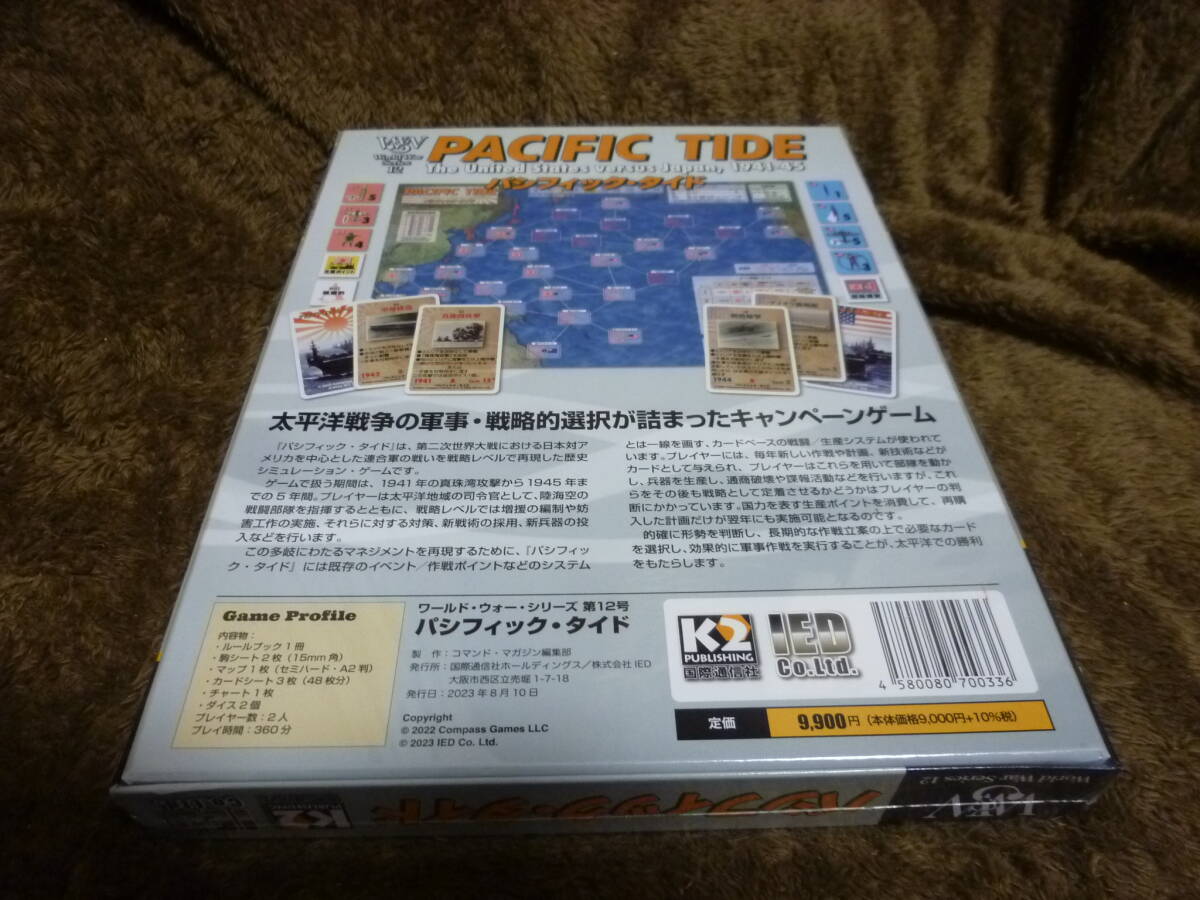 World War
Series
12
PACIFIC TIDE
The United States versus Japan, 1941-45
パシフィック・タイド
PACIFIC TIDE
5
3
4
1
5
5
3
1942
真珠湾攻撃
1941
1944
太平洋戦争の軍事・戦略的選択が詰まったキャンペーンゲーム
『パシフィック・タイド』は、第二次世界大戦における日本対ア
メリカを中心とした連合軍の戦いを戦略レベルで再現した歴史
シミュレーション・ゲームです。
ゲームで扱う期間は、1941年の真珠湾攻撃から1945年ま
での5年間。プレイヤーは太平洋地域の司令官として、陸海空の
戦闘部隊を指揮するとともに、戦略レベルでは増援の編制や妨
害工作の実施、それらに対する対策、新戦術の採用、新兵器の投
入などを行います。
この多岐にわたるマネジメントを再現するために、『パシフィッ
ク・タイド』には既存のイベント／作戦ポイントなどのシステム
とは一線を画す、カードベースの戦闘／生産システムが使われて
います。プレイヤーには、毎年新しい作戦や計画、新技術などが
カードとして与えられ、プレイヤーはこれらを用いて部隊を動か
し、兵器を生産し、通商破壊や諜報活動などを行いますが、これ
らをその後も戦略として定着させるかどうかはプレイヤーの判
断にかかっています。国力を表す生産ポイントを消費して、再購
入した計画だけが翌年にも実施可能となるのです。
的確に形勢を判断し、長期的な作戦立案の上で必要なカード
を選択し、効果的に軍事作戦を実行することが、太平洋での勝利
をもたらします。
Game Profile
内容物：
・ルールブック1冊
・駒シート2枚（15mm角）
・マップ1枚（セミハード・A2判）
・カードシート3枚（48枚分）
・チャート1枚
・ダイス2個
プレイヤー数：2人
プレイ時間：360分
ワールド・ウォー・シリーズ 第12号
パシフィック・タイド
製 作：コマンド・マガジン編集部
発行所：国際通信社ホールディングス／株式会社IED
大阪市西区立売堀1-7-18
発行日：2023年8月10日
Copyright
© 2022 Compass Games LLC
© 2023 IED Co. Ltd.
K2
PUBLISHING
国際通信社
IED
Co.Ltd.
4 580080 700336
定価
9,900円（本体価格9,000円+10%税）
World War Series 12
パシフィック・タイド
K2
PUBLISHING
IED
Co.Ltd.